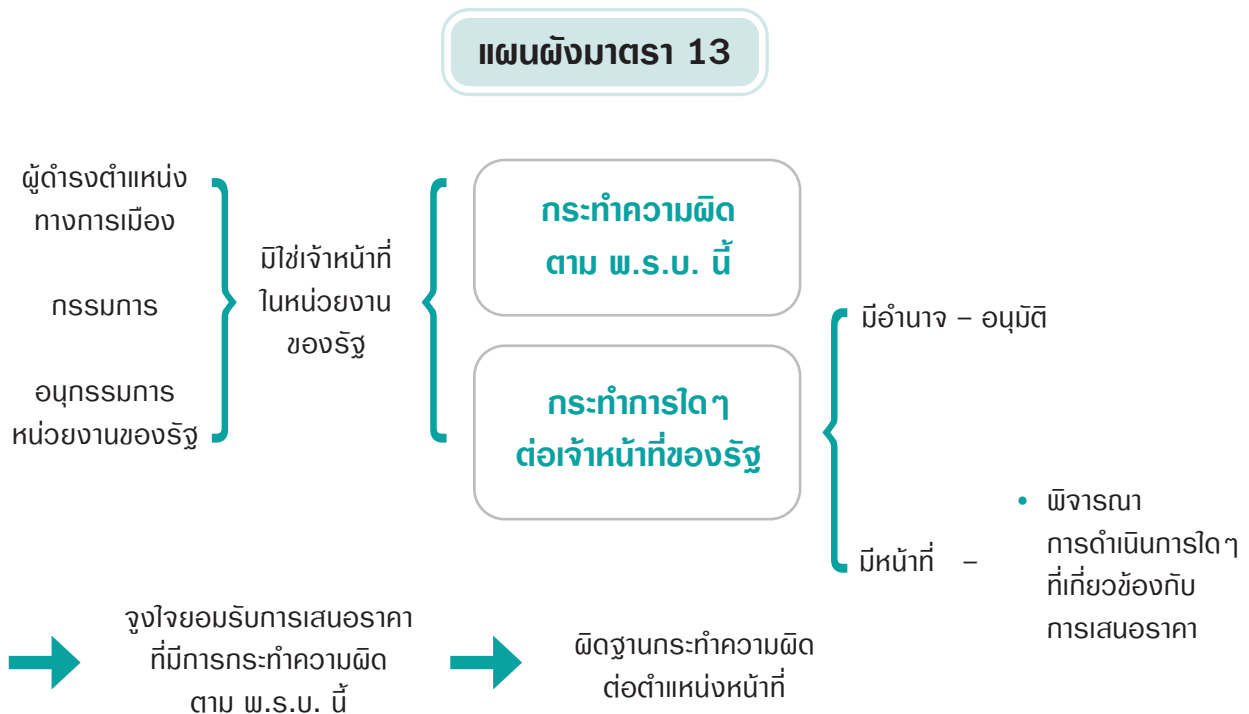 แผนผังมาตรา 13
ผู้ดำรงตำแหน่ง
ทางการเมือง
กรรมการ
อนุกรรมการ
หน่วยงานของรัฐ
มิใช่เจ้าหน้าที่
ในหน่วยงาน
ของรัฐ
กระทำความผิด
ตาม พ.ร.บ. นี้
กระทำการใด ๆ
ต่อเจ้าหน้าที่ของรัฐ
มีอำนาจ – อนุมัติ
มีหน้าที่ –
• พิจารณา
การดำเนินการใด ๆ
ที่เกี่ยวข้องกับ
การเสนอราคา
จูงใจยอมรับการเสนอราคา
ที่มีการกระทำความผิด
ตาม พ.ร.บ. นี้
ผิดฐานกระทำความผิด
ต่อตำแหน่งหน้าที่